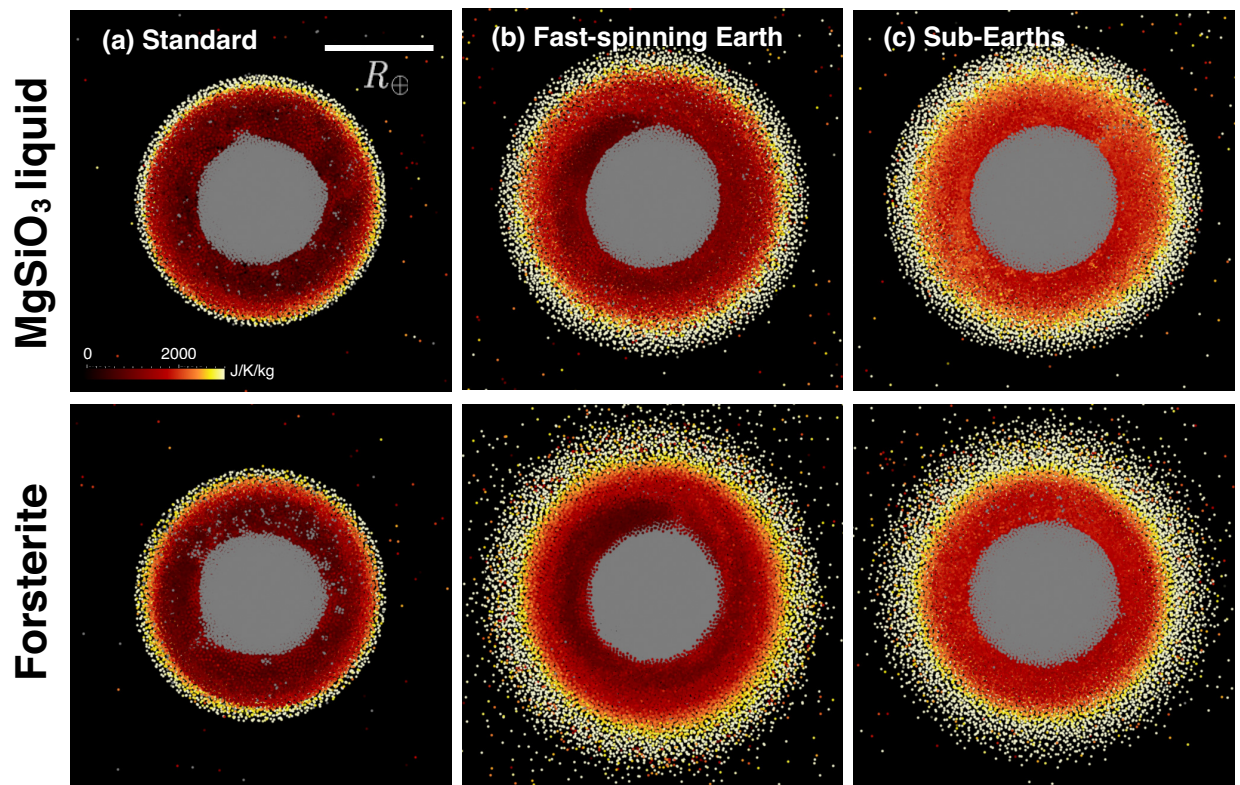 (a) Standard
(b) Fast-spinning Earth
(c) Sub-Earths
R⊕
MgSiO₃ liquid
0 2000
J/K/kg
Forsterite